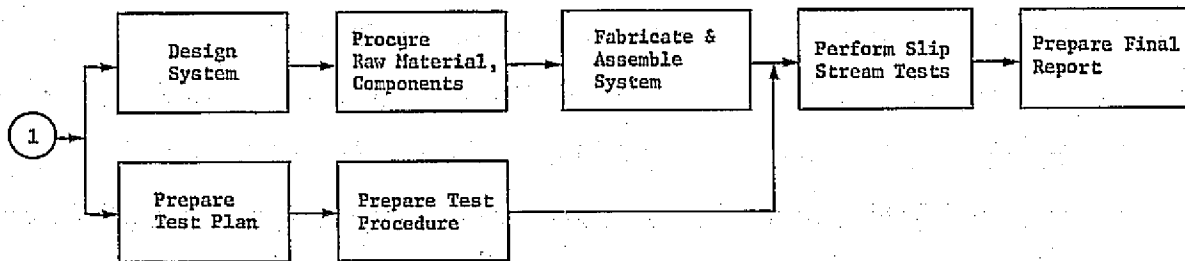 1
Design
System
Procure
Raw Material,
Components
Fabricate &
Assemble
System
Perform Slip
Stream Tests
Prepare Final
Report
Prepare
Test Plan
Prepare Test
Procedure